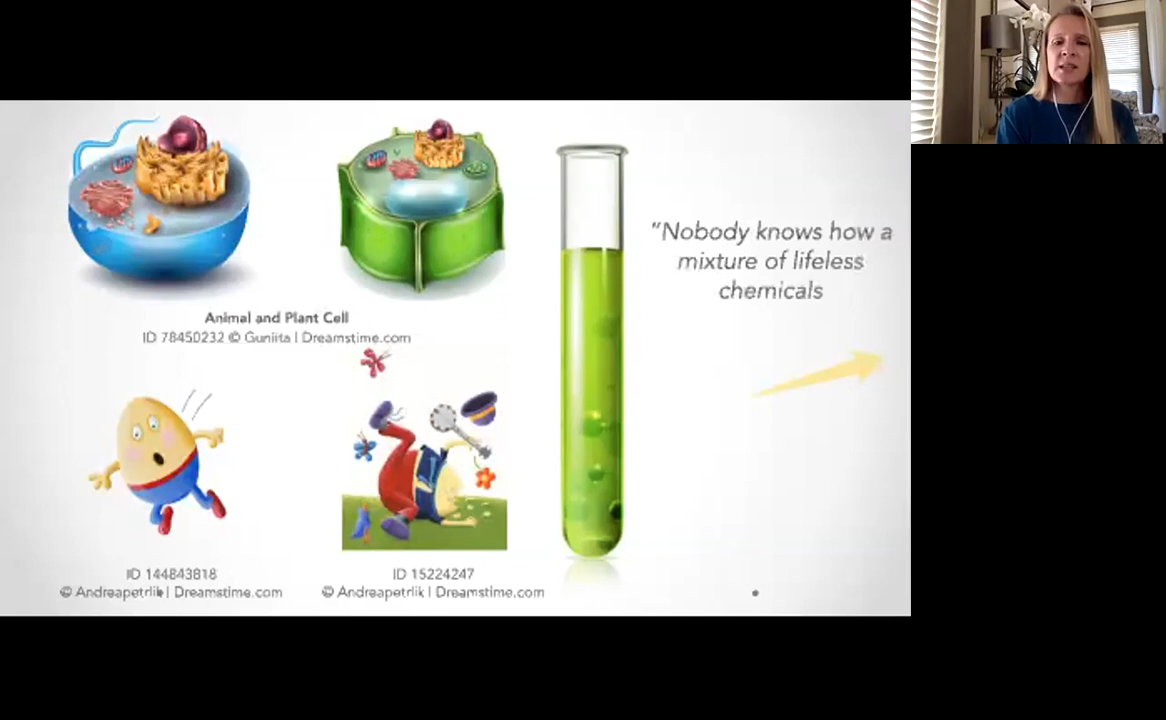 "Nobody knows how a
mixture of lifeless
chemicals
Animal and Plant Cell
ID 78450232 © Guniita | Dreamstime.com
ID 144843818
© Andreapetrlik | Dreamstime.com
ID 15224247
© Andreapetrlik | Dreamstime.com